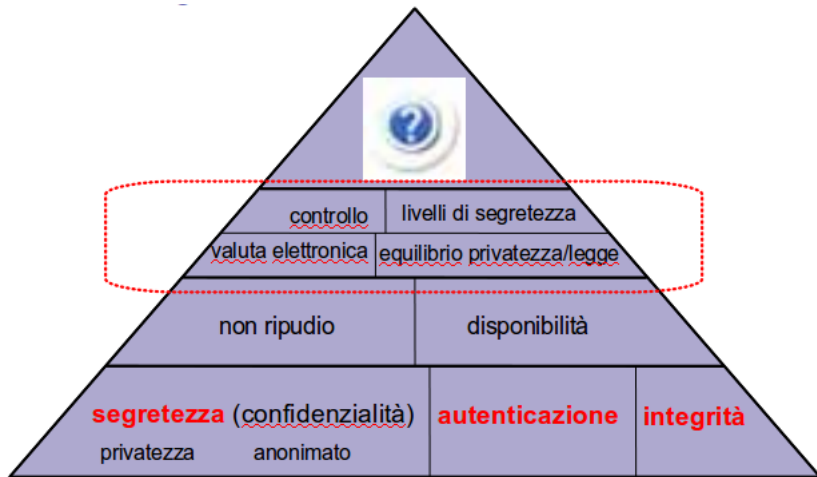 ?
controllo livelli di segretezza
valuta elettronica equilibrio privatezza/legge
non ripudio disponibilità
segretezza (confidenzialità) autenticazione integrità
privatezza anonimato